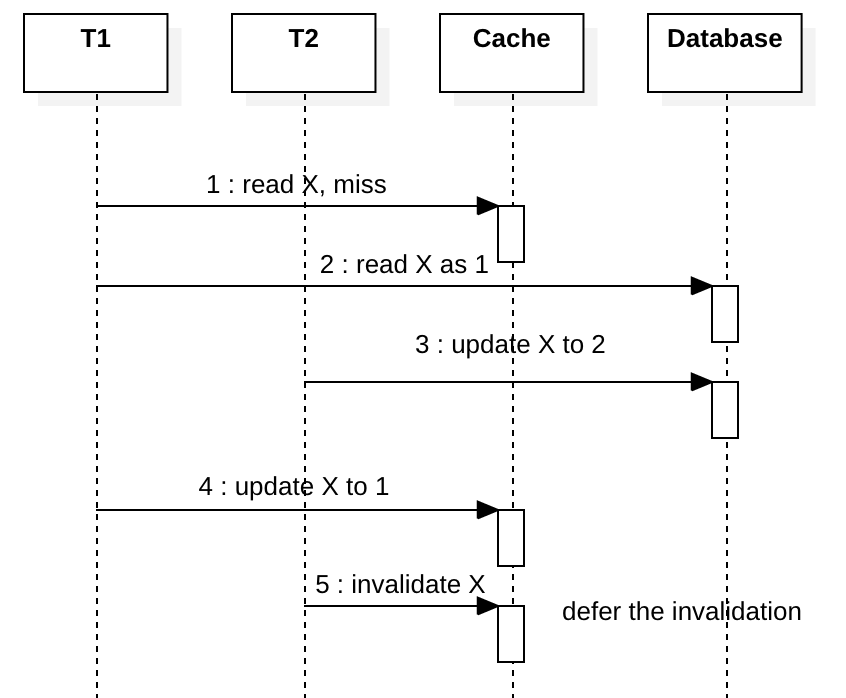 T1
T2
Cache
Database
1 : read X, miss
2 : read X as 1
3 : update X to 2
4 : update X to 1
5 : invalidate X
defer the invalidation